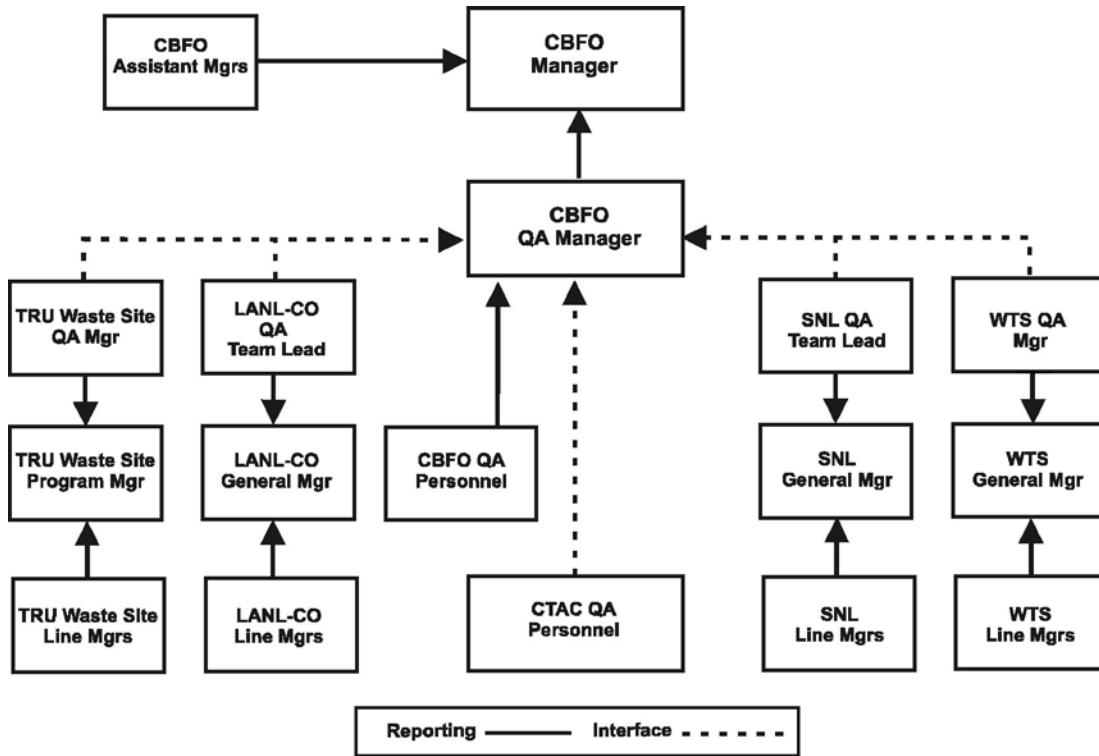 CBFO
Assistant Mgrs
CBFO
Manager
CBFO
QA Manager
TRU Waste Site
QA Mgr
LANL-CO
QA
Team Lead
SNL QA
Team Lead
WTS QA
Mgr
TRU Waste Site
Program Mgr
LANL-CO
General Mgr
CBFO QA
Personnel
SNL
General Mgr
WTS
General Mgr
TRU Waste Site
Line Mgrs
LANL-CO
Line Mgrs
CTAC QA
Personnel
SNL
Line Mgrs
WTS
Line Mgrs
Reporting Interface